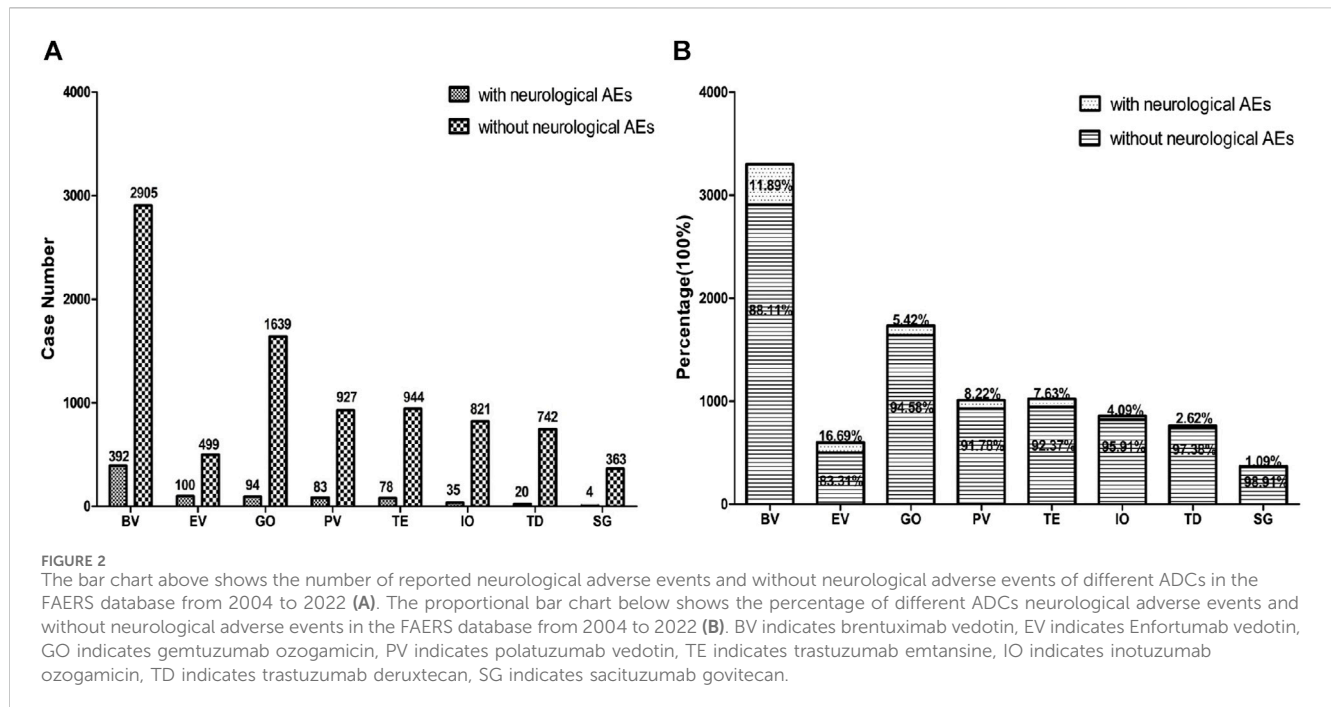 A
4000
3000
2000
1000
0
Case Number
with neurological AEs
without neurological AEs
392
2905
100
499
94
1639
83
927
78
944
35
821
20
742
4
363
BV
EV
GO
PV
TE
IO
TD
SG
B
4000
3000
2000
1000
0
Percentage(100%)
with neurological AEs
without neurological AEs
11.89%
88.11%
16.69%
83.31%
5.42%
94.58%
8.22%
91.78%
7.63%
92.37%
4.09%
95.91%
2.62%
97.38%
1.09%
98.91%
BV
EV
GO
PV
TE
IO
TD
SG
FIGURE 2
The bar chart above shows the number of reported neurological adverse events and without neurological adverse events of different ADCs in the
FAERS database from 2004 to 2022 (A). The proportional bar chart below shows the percentage of different ADCs neurological adverse events and
without neurological adverse events in the FAERS database from 2004 to 2022 (B). BV indicates brentuximab vedotin, EV indicates Enfortumab vedotin,
GO indicates gemtuzumab ozogamicin, PV indicates polatuzumab vedotin, TE indicates trastuzumab emtansine, IO indicates inotuzumab
ozogamicin, TD indicates trastuzumab deruxtecan, SG indicates sacituzumab govitecan.